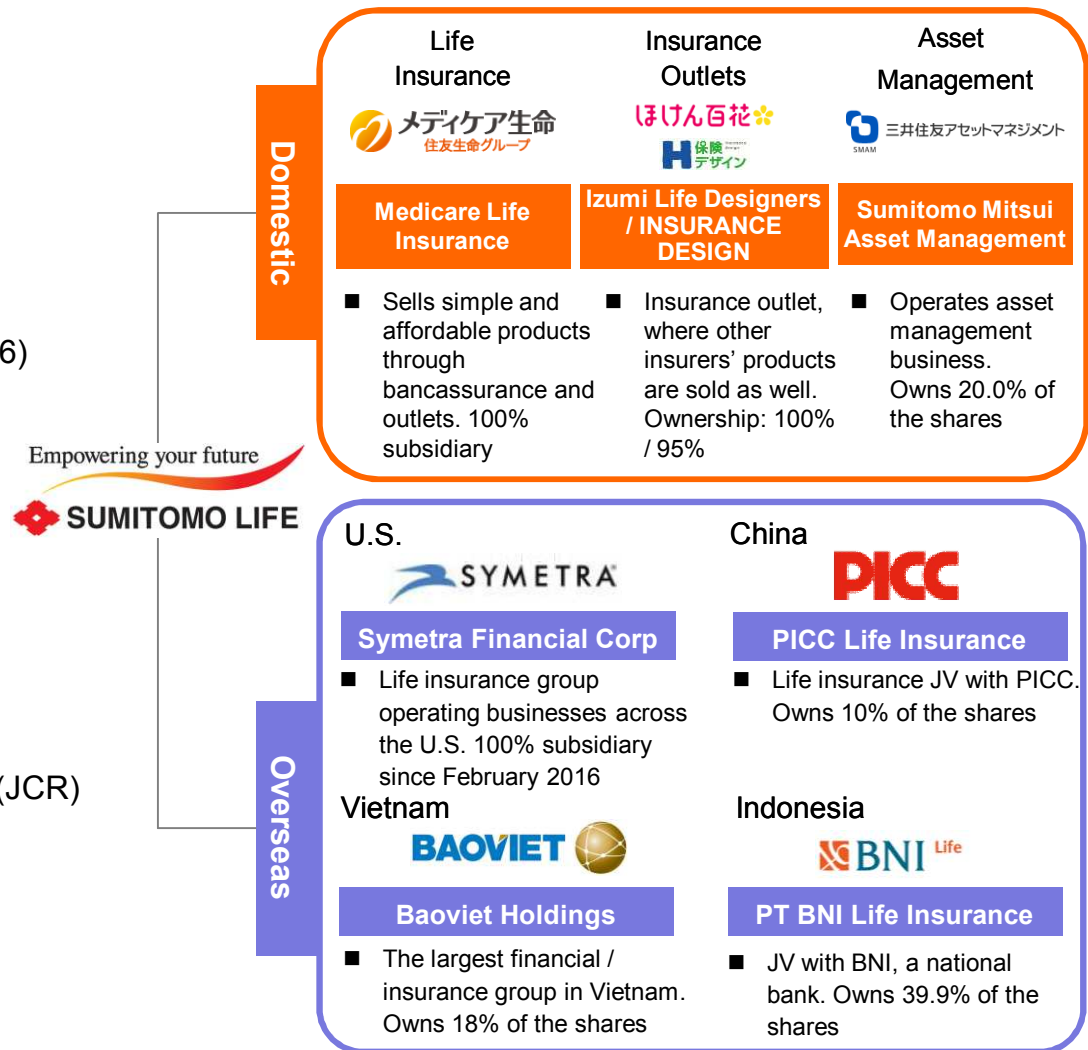 6)
(JCR)
Empowering your future
SUMITOMO LIFE
Domestic
Life
Insurance
メディケア生命
住友生命グループ
Medicare Life
Insurance
■ Sells simple and
affordable products
through
bancassurance and
outlets. 100%
subsidiary
Insurance
Outlets
ほけん百花
保険
デザイン
Izumi Life Designers
/ INSURANCE
DESIGN
■ Insurance outlet,
where other
insurers’ products
are sold as well.
Ownership: 100%
/ 95%
Asset
Management
SMAM
三井住友アセットマネジメント
Sumitomo Mitsui
Asset Management
■ Operates asset
management
business.
Owns 20.0% of
the shares
Overseas
U.S.
SYMETRA
Symetra Financial Corp
■ Life insurance group
operating businesses across
the U.S. 100% subsidiary
since February 2016
China
PICC
PICC Life Insurance
■ Life insurance JV with PICC.
Owns 10% of the shares
Vietnam
BAOVIET
Baoviet Holdings
■ The largest financial /
insurance group in Vietnam.
Owns 18% of the shares
Indonesia
BNI Life
PT BNI Life Insurance
■ JV with BNI, a national
bank. Owns 39.9% of the
shares